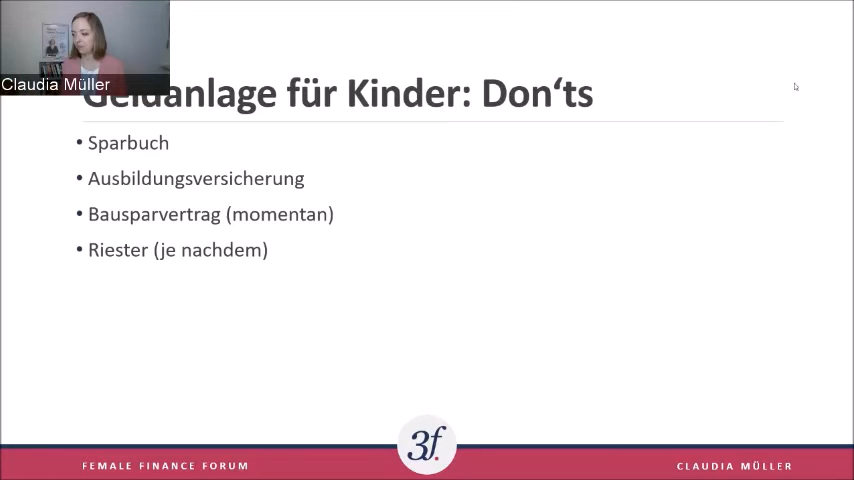 Claudia Müller
Geldanlage für Kinder: Don‘ts
• Sparbuch
• Ausbildungsversicherung
• Bausparvertrag (momentan)
• Riester (je nachdem)
3f.
FEMALE FINANCE FORUM
CLAUDIA MÜLLER